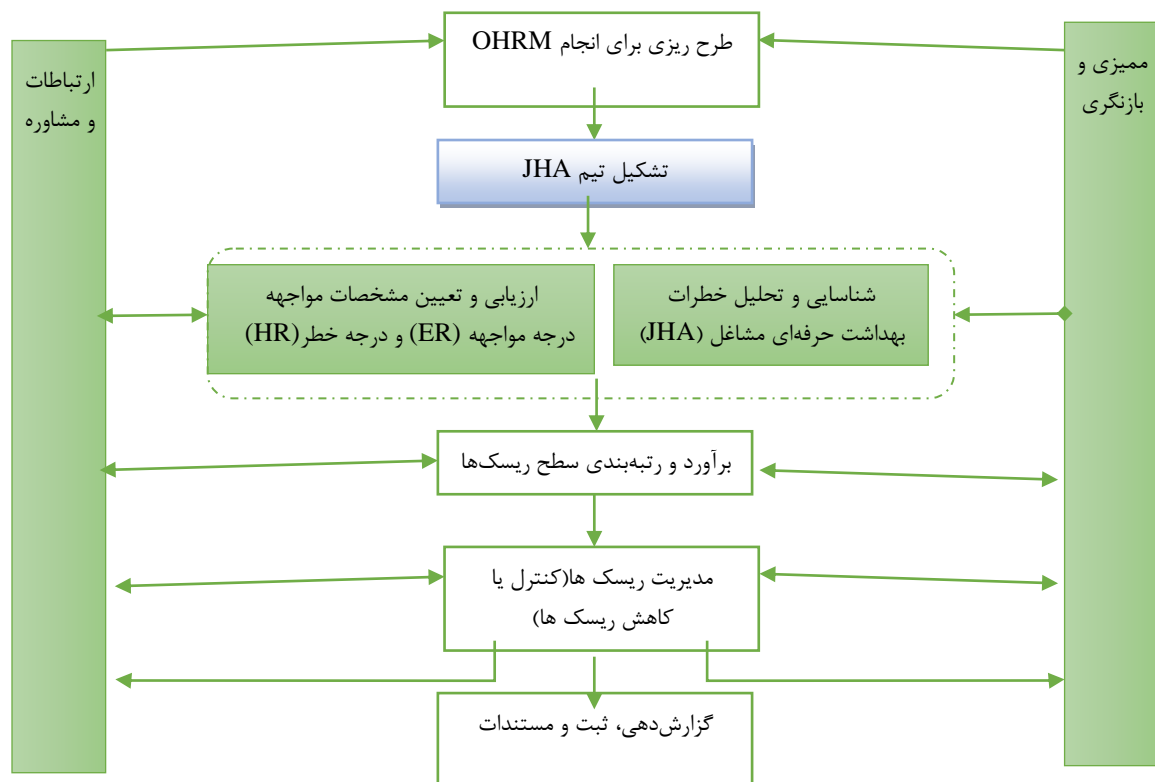 طرح ریزی برای انجام OHRM
ممیزی و
بازنگری
ارتباطات
و مشاوره
تشکیل تیم JHA
شناسایی و تحلیل خطرات
بهداشت حرفه‌ای مشاغل (JHA)
ارزیابی و تعیین مشخصات مواجهه
درجه مواجهه (ER) و درجه خطر(HR)
برآورد و رتبه‌بندی سطح ریسک‌ها
مدیریت ریسک ها(کنترل یا
کاهش ریسک ها)
گزارش‌دهی، ثبت و مستندات